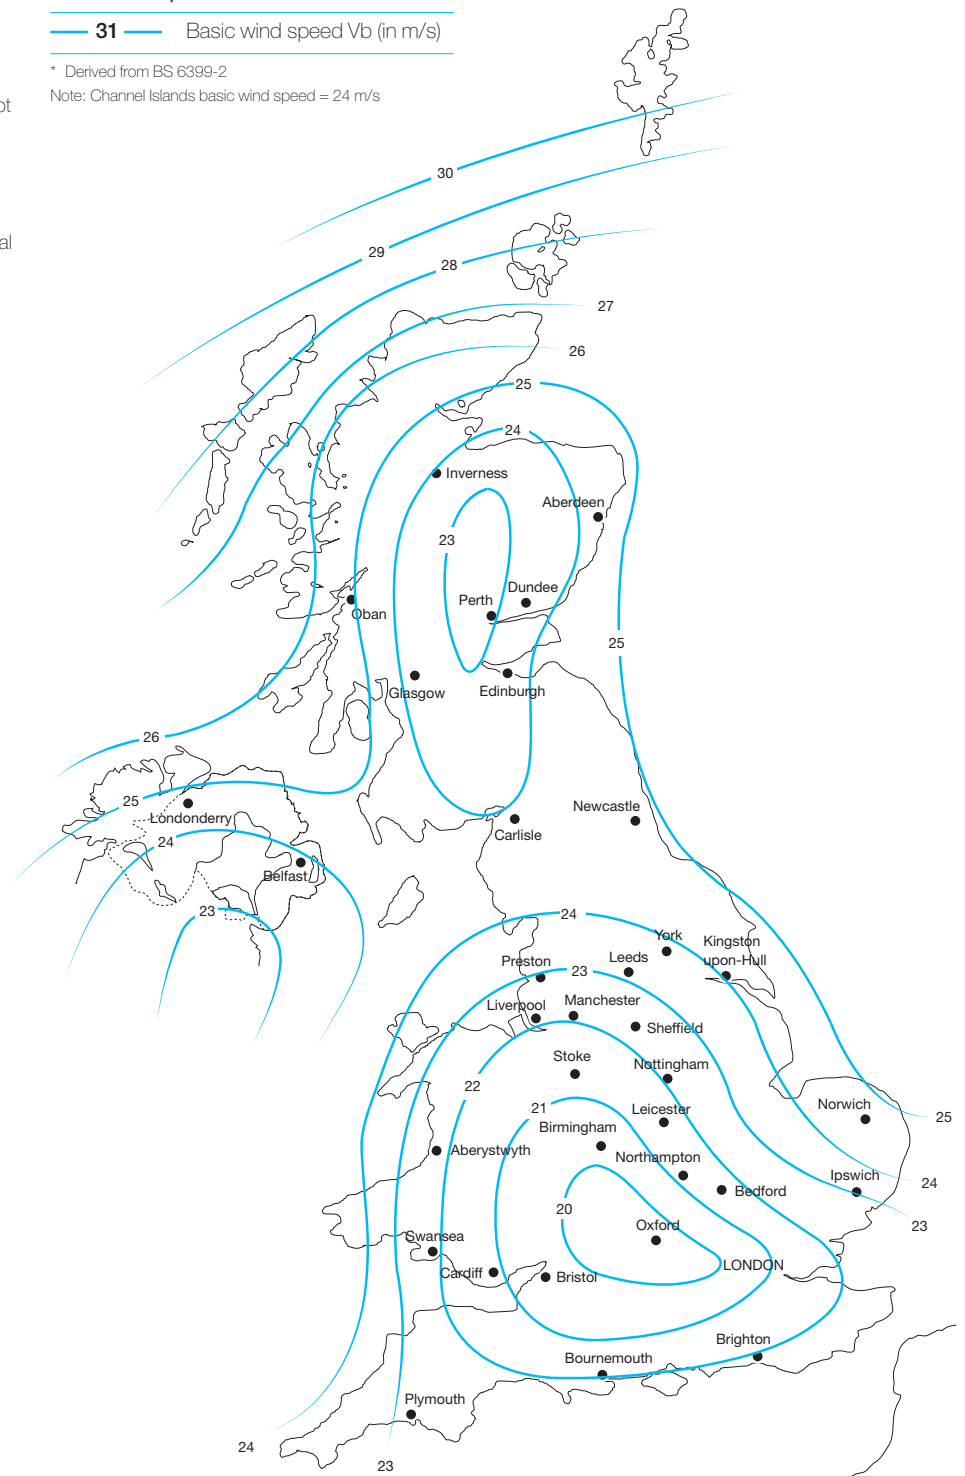 31 Basic wind speed Vb (in m/s)
* Derived from BS 6399-2
Note: Channel Islands basic wind speed = 24 m/s
ot
al
30
29
28
27
26
25
24
Inverness
Aberdeen
23
Dundee
Perth
Oban
25
Glasgow
Edinburgh
26
25
Londonderry
Newcastle
Carlisle
24
Belfast
23
24
York
Kingston
upon-Hull
Preston
23
Leeds
Liverpool
Manchester
Sheffield
Stoke
Nottingham
22
21
Leicester
Norwich
25
Birmingham
Aberystwyth
Northampton
Ipswich
24
Bedford
20
Oxford
23
Swansea
Cardiff
Bristol
LONDON
Brighton
Bournemouth
Plymouth
24
23